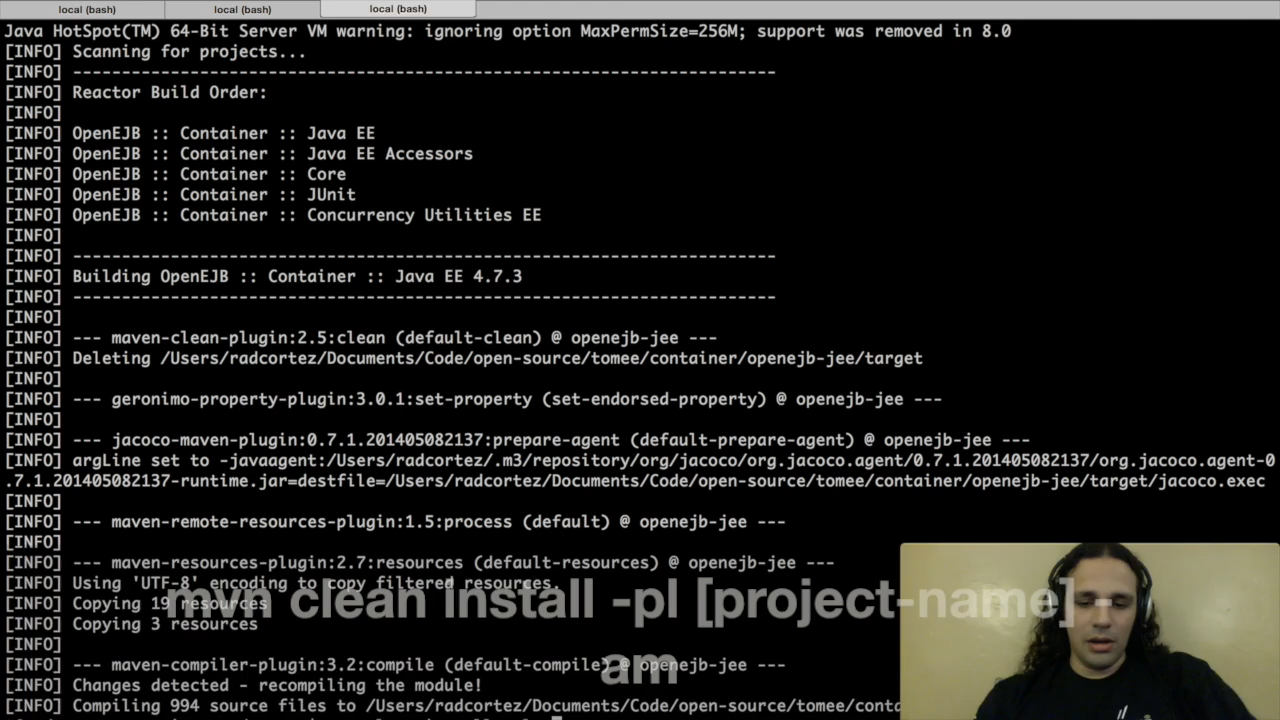 local (bash)
local (bash)
local (bash)
Java HotSpot(TM) 64-Bit Server VM warning: ignoring option MaxPermSize=256M; support was removed in 8.0
[INFO] Scanning for projects...
[INFO] ------------------------------------------------------------------------
[INFO] Reactor Build Order:
[INFO]
[INFO] OpenEJB :: Container :: Java EE
[INFO] OpenEJB :: Container :: Java EE Accessors
[INFO] OpenEJB :: Container :: Core
[INFO] OpenEJB :: Container :: JUnit
[INFO] OpenEJB :: Container :: Concurrency Utilities EE
[INFO]
[INFO] ------------------------------------------------------------------------
[INFO] Building OpenEJB :: Container :: Java EE 4.7.3
[INFO] ------------------------------------------------------------------------
[INFO]
[INFO] --- maven-clean-plugin:2.5:clean (default-clean) @ openejb-jee ---
[INFO] Deleting /Users/radcortez/Documents/Code/open-source/tomee/container/openejb-jee/target
[INFO]
[INFO] --- geronimo-property-plugin:3.0.1:set-property (set-endorsed-property) @ openejb-jee ---
[INFO]
[INFO] --- jacoco-maven-plugin:0.7.1.201405082137:prepare-agent (default-prepare-agent) @ openejb-jee ---
[INFO] argLine set to -javaagent:/Users/radcortez/.m3/repository/org/jacoco/org.jacoco.agent/0.7.1.201405082137/org.jacoco.agent-0
.7.1.201405082137-runtime.jar=destfile=/Users/radcortez/Documents/Code/open-source/tomee/container/openejb-jee/target/jacoco.exec
[INFO]
[INFO] --- maven-remote-resources-plugin:1.5:process (default) @ openejb-jee ---
[INFO]
[INFO] --- maven-resources-plugin:2.7:resources (default-resources) @ openejb-jee ---
[INFO] Using 'UTF-8' encoding to copy filtered resources.
[INFO] Copying 19 resources
[INFO] Copying 3 resources
[INFO]
[INFO] --- maven-compiler-plugin:3.2:compile (default-compile) @ openejb-jee ---
[INFO] Changes detected - recompiling the module!
[INFO] Compiling 994 source files to /Users/radcortez/Documents/Code/open-source/tomee/conta
mvn clean install -pl [project-name] -
am